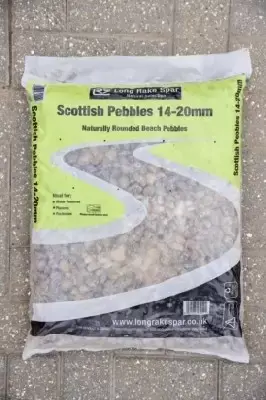 Long Rake Spar
Scottish Pebbles 14-20mm
Naturally Rounded Beach Pebbles
Scottish Pebbles 14-20mm
Scottish Pebbles 14-20mm
Ideal for:
www.longrakespar.co.uk